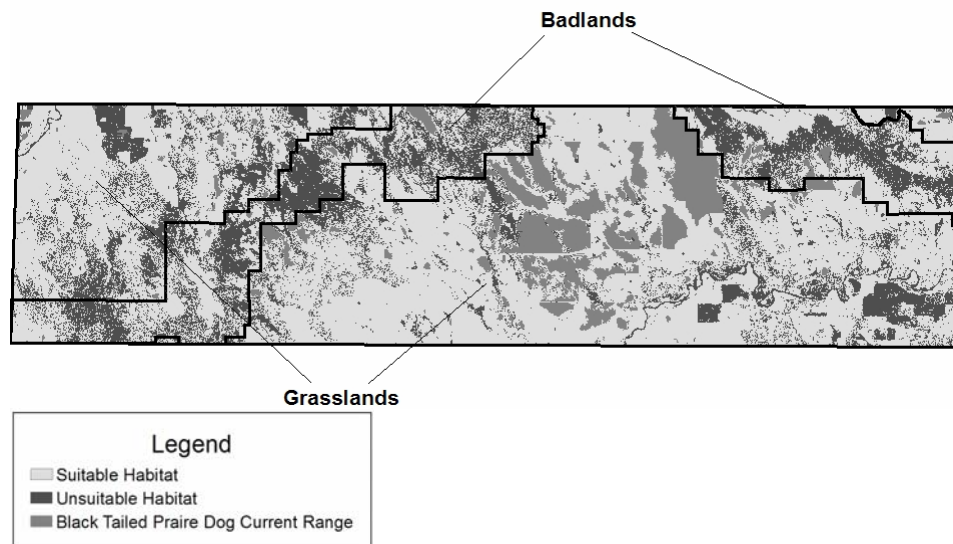 Badlands
Grasslands
Legend
Suitable Habitat
Unsuitable Habitat
Black Tailed Praire Dog Current Range